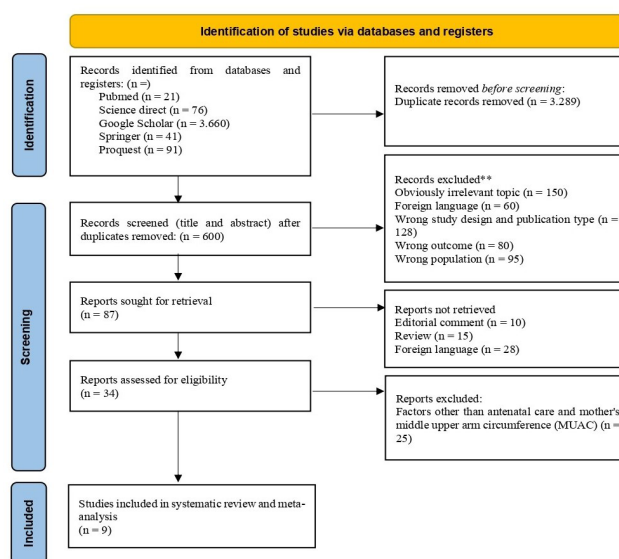 Identification of studies via databases and registers
Identification
Records identified from databases and
registers: (n =)
Pubmed (n = 21)
Science direct (n = 76)
Google Scholar (n = 3.660)
Springer (n = 41)
Proquest (n = 91)
Records removed before screening:
Duplicate records removed (n = 3.289)
Screening
Records screened (title and abstract) after
duplicates removed: (n = 600)
Records excluded**
Obviously irrelevant topic (n = 150)
Foreign language (n = 60)
Wrong study design and publication type (n =
128)
Wrong outcome (n = 80)
Wrong population (n = 95)
Reports sought for retrieval
(n = 87)
Reports not retrieved
Editorial comment (n = 10)
Review (n = 15)
Foreign language (n = 28)
Reports assessed for eligibility
(n = 34)
Reports excluded:
Factors other than antenatal care and mother's
middle upper arm circumference (MUAC) (n =
25)
Included
Studies included in systematic review and meta-
analysis
(n = 9)